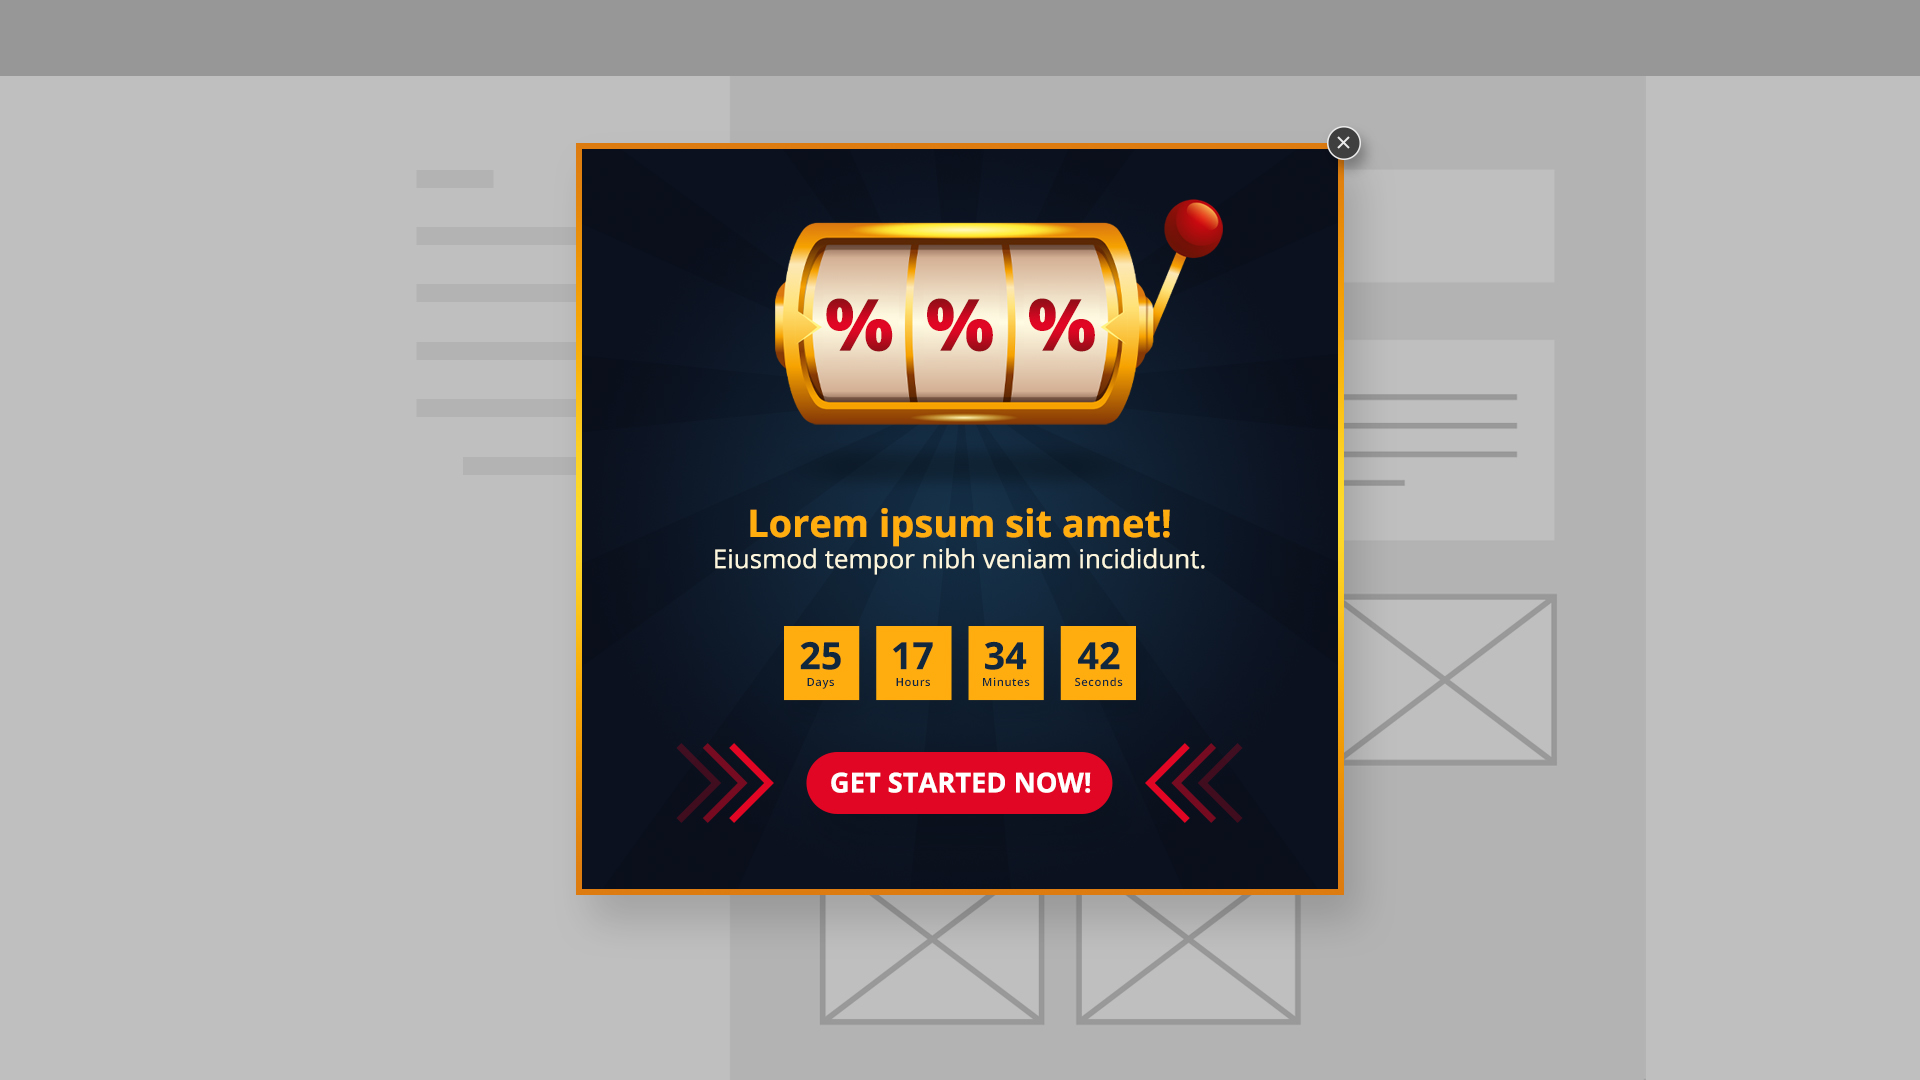 % % %
Lorem ipsum sit amet!
Eiusmod tempor nibh veniam incididunt.
25 17 34 42
Days Hours Minutes Seconds
GET STARTED NOW!